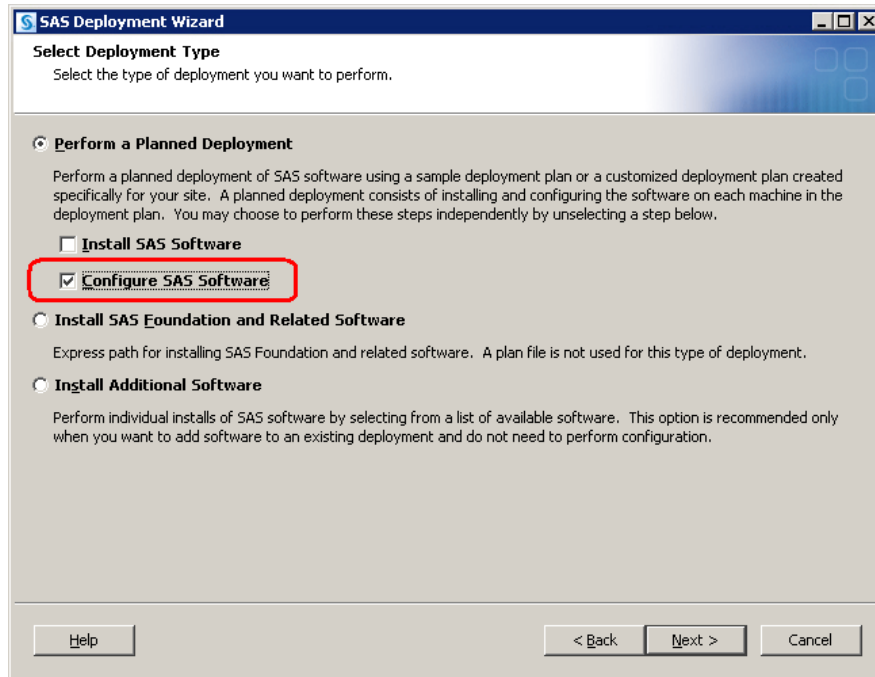 SAS Deployment Wizard
Select Deployment Type
Select the type of deployment you want to perform.
Perform a Planned Deployment
Perform a planned deployment of SAS software using a sample deployment plan or a customized deployment plan created
specifically for your site. A planned deployment consists of installing and configuring the software on each machine in the
deployment plan. You may choose to perform these steps independently by unselecting a step below.
Install SAS Software
Configure SAS Software
Install SAS Foundation and Related Software
Express path for installing SAS Foundation and related software. A plan file is not used for this type of deployment.
Install Additional Software
Perform individual installs of SAS software by selecting from a list of available software. This option is recommended only
when you want to add software to an existing deployment and do not need to perform configuration.
Help < Back Next > Cancel